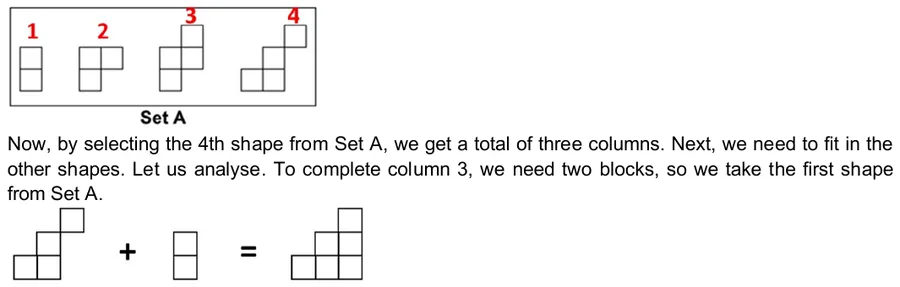 1 2 3 4
Set A
Now, by selecting the 4th shape from Set A, we get a total of three columns. Next, we need to fit in the
other shapes. Let us analyse. To complete column 3, we need two blocks, so we take the first shape
from Set A.
+ =